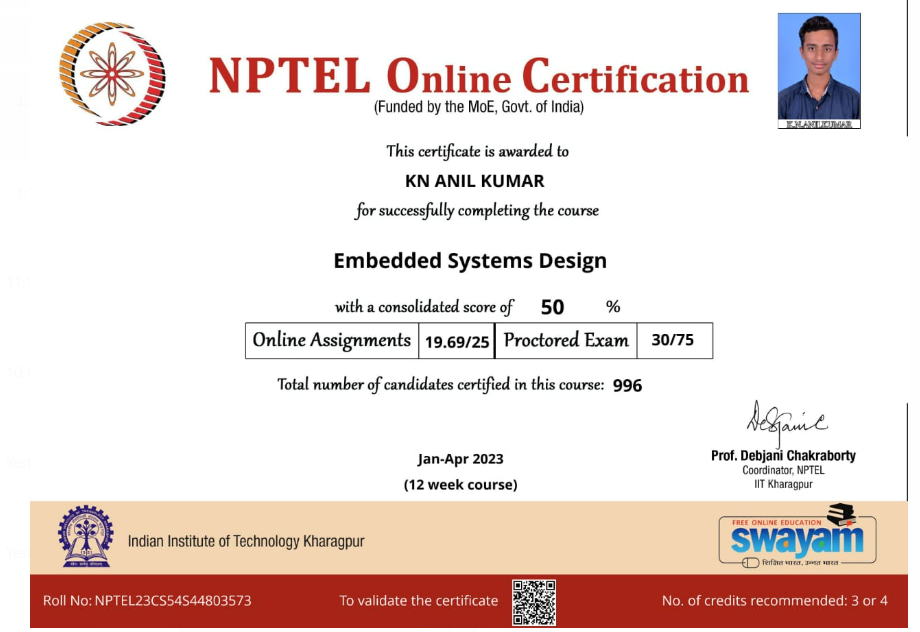 NPTEL Online Certification
(Funded by the MoE, Govt. of India)
K.N.ANILKUMAR
This certificate is awarded to
KN ANIL KUMAR
for successfully completing the course
Embedded Systems Design
with a consolidated score of 50 %
Online Assignments 19.69/25 Proctored Exam 30/75
Total number of candidates certified in this course: 996
Prof. Debjani Chakraborty
Coordinator, NPTEL
IIT Kharagpur
Jan-Apr 2023
(12 week course)
Indian Institute of Technology Kharagpur
FREE ONLINE EDUCATION
swayam
शिक्षित भारत, उन्नत भारत
Roll No: NPTEL23CS54S44803573 To validate the certificate No. of credits recommended: 3 or 4